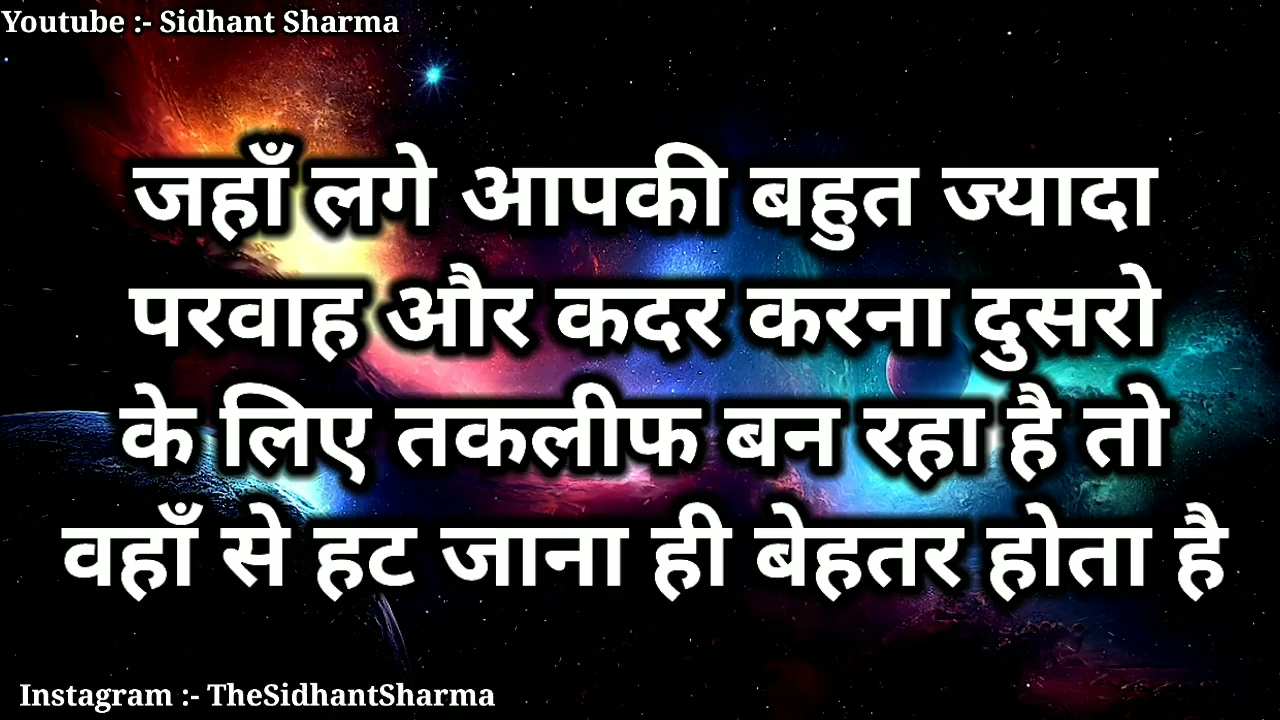 Youtube :- Sidhant Sharma
जहाँ लगे आपकी बहुत ज्यादा
परवाह और कदर करना दुसरो
के लिए तकलीफ बन रहा है तो
वहाँ से हट जाना ही बेहतर होता है
Instagram :- TheSidhantSharma